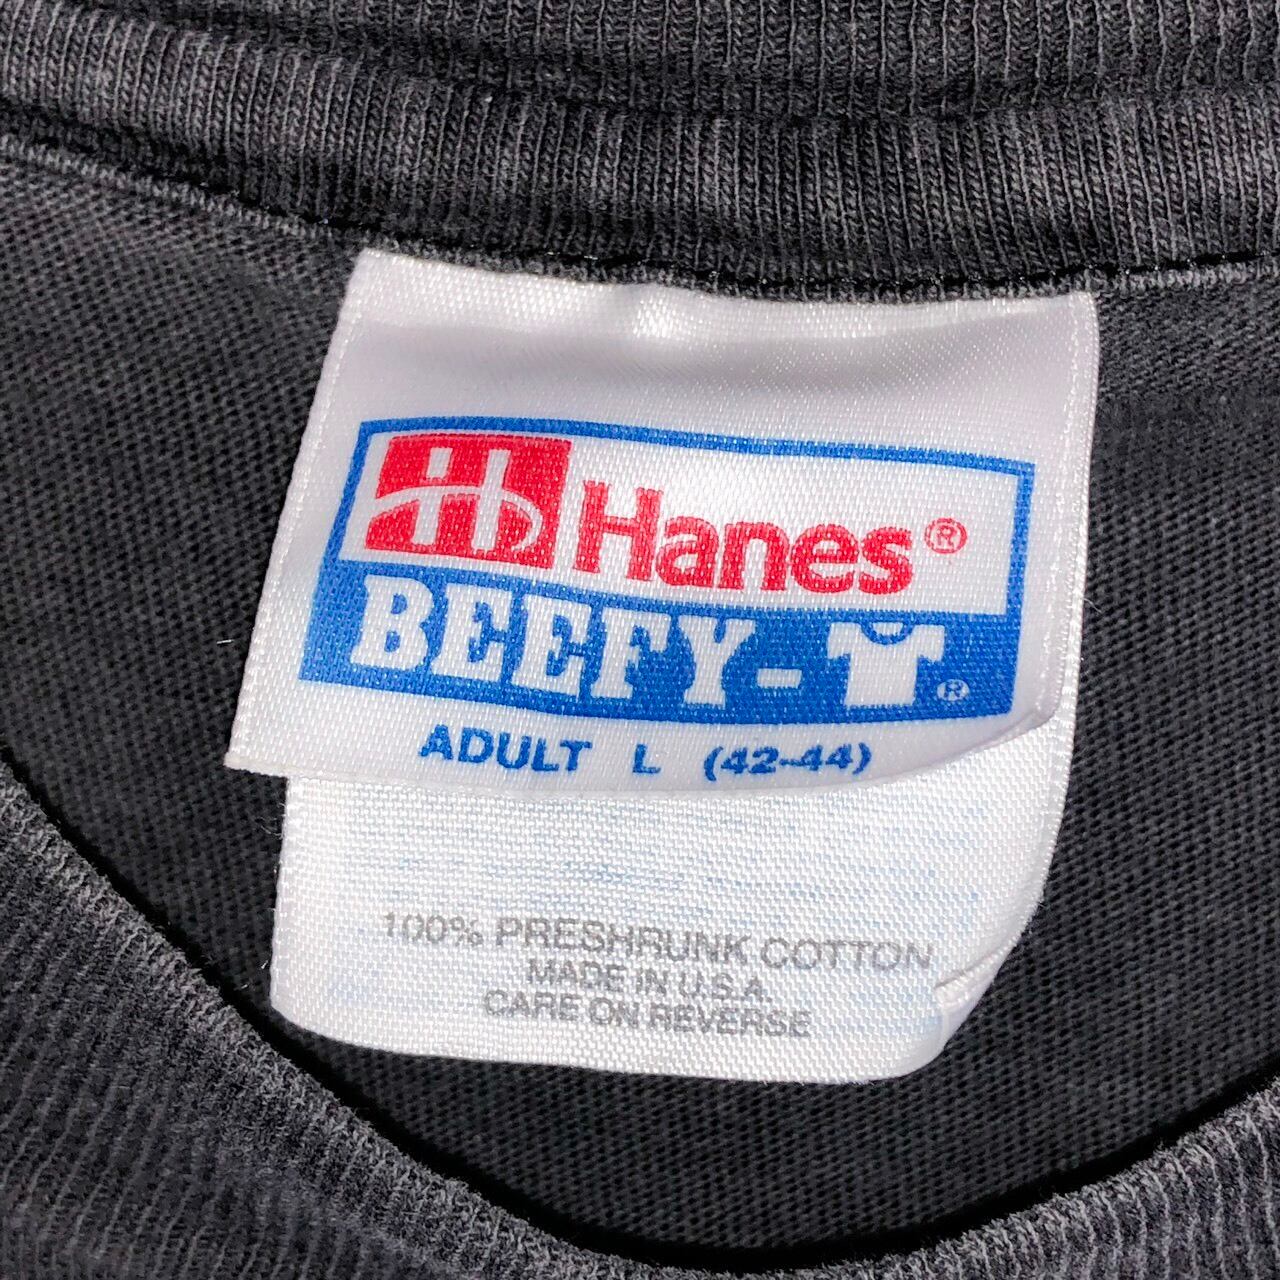 Hanes®
BEEFY-T®
ADULT L (42-44)
100% PRESHRUNK COTTON
MADE IN U.S.A.
CARE ON REVERSE